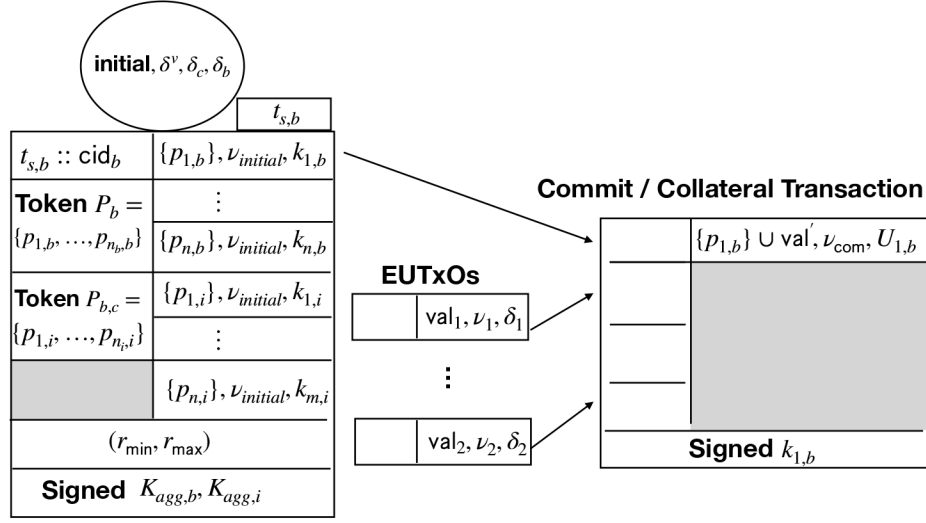 initial, δ^v, δ_c, δ_b
t_{s,b}
t_{s,b} :: cid_b
{p_{1,b}}, ν_{initial}, k_{1,b}
Token P_b =
{p_{1,b}, …, p_{n_b,b}}
⋮
{p_{n,b}}, ν_{initial}, k_{n,b}
Token P_{b,c} =
{p_{1,i}, …, p_{n_i,i}}
{p_{1,i}}, ν_{initial}, k_{1,i}
⋮
{p_{n,i}}, ν_{initial}, k_{m,i}
(r_{min}, r_{max})
Signed K_{agg,b}, K_{agg,i}
EUTxOs
val_1, ν_1, δ_1
⋮
val_2, ν_2, δ_2
Commit / Collateral Transaction
{p_{1,b}} ∪ val′, ν_{com}, U_{1,b}
Signed k_{1,b}